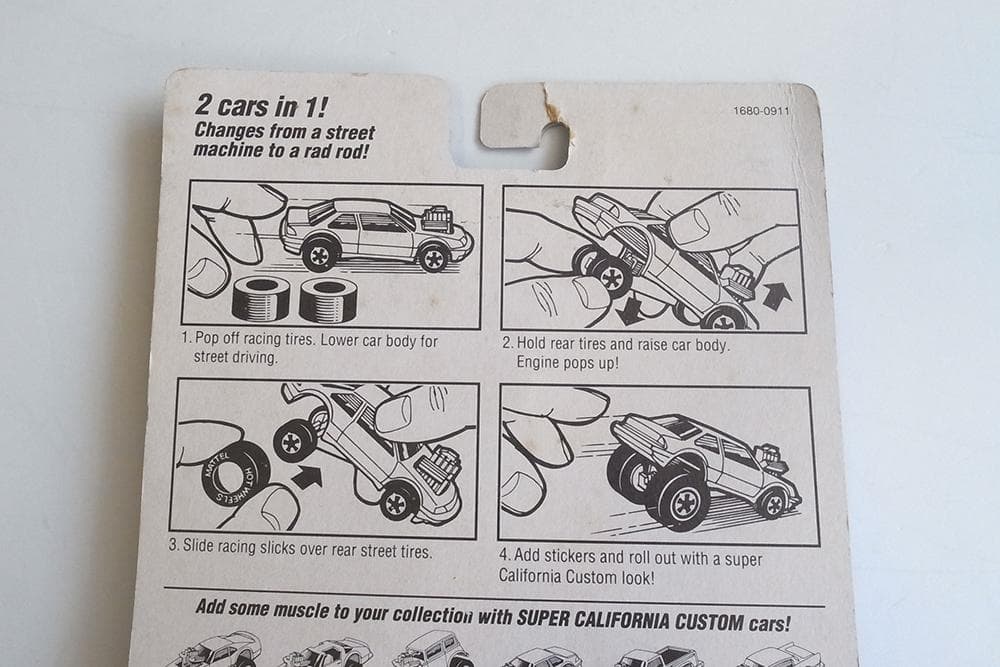 2 cars in 1!
Changes from a street
machine to a rad rod!
1680-0911
1. Pop off racing tires. Lower car body for
street driving.
2. Hold rear tires and raise car body.
Engine pops up!
MATTEL
HOT WHEELS
3. Slide racing slicks over rear street tires.
4. Add stickers and roll out with a super
California Custom look!
Add some muscle to your collection with SUPER CALIFORNIA CUSTOM cars!